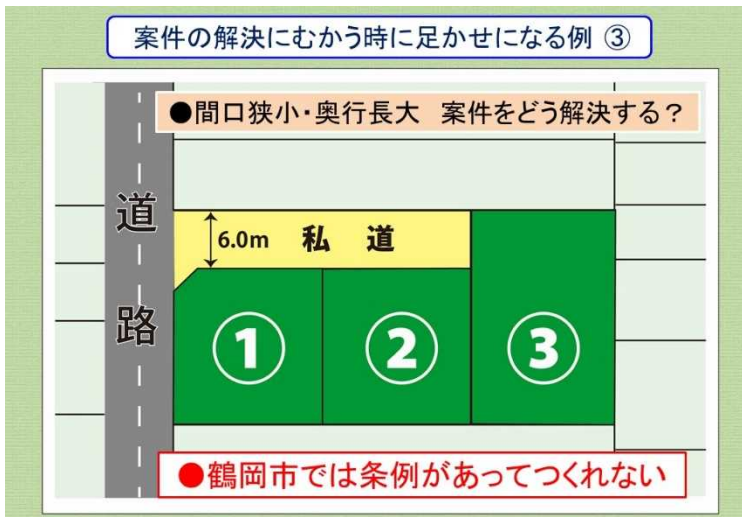 案件の解決にむかう時に足かせになる例 ③
●間口狭小・奥行長大 案件をどう解決する？
道路
6.0m 私道
① ② ③
●鶴岡市では条例があってつくれない